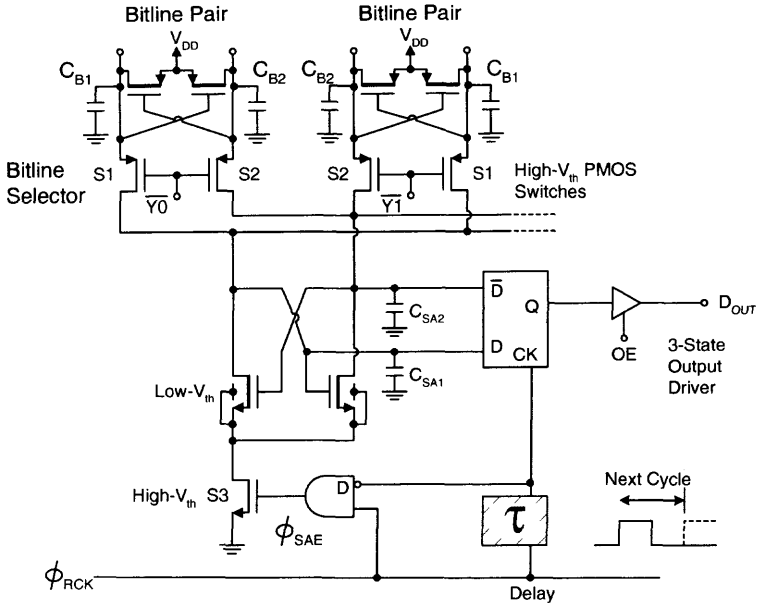 Bitline Pair
Bitline Pair
V_DD
V_DD
C_B1
C_B2
C_B2
C_B1
Bitline
Selector
S1
S2
S2
S1
High-V_th PMOS
Switches
Y̅0̅
Y̅1̅
D̅
Q
D_OUT
C_SA2
D
CK
OE
3-State
Output
Driver
C_SA1
Low-V_th
High-V_th
S3
D
τ
Next Cycle
ϕ_SAE
ϕ_RCK
Delay